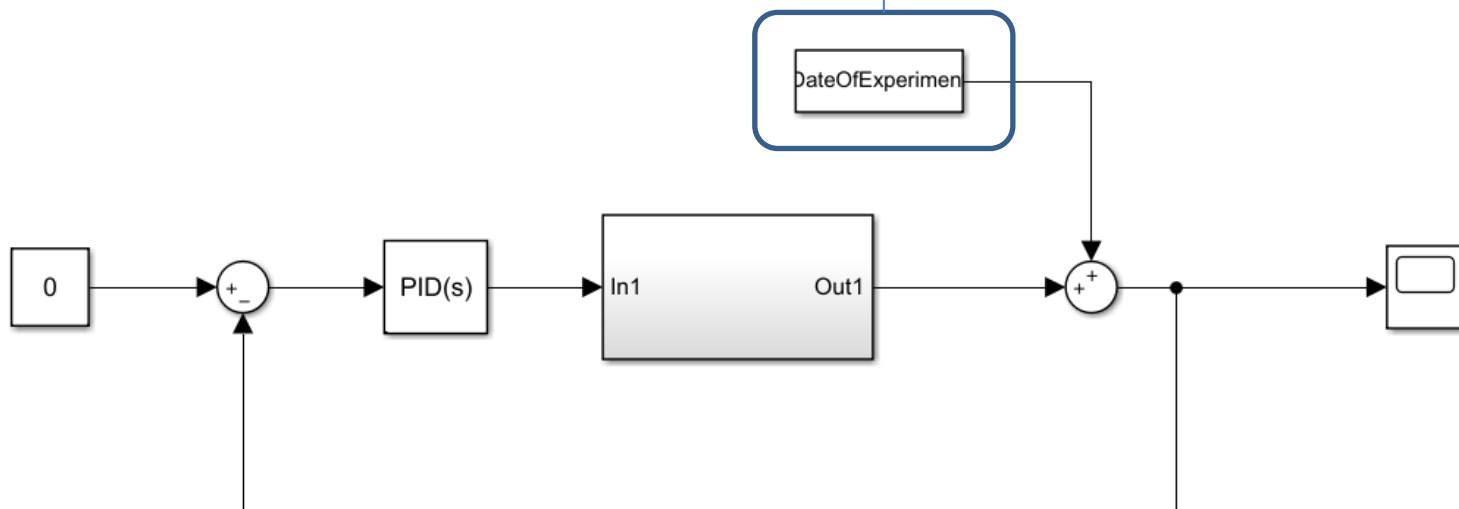 DateOfExperimen
0
+
−
PID(s)
In1
Out1
+
+